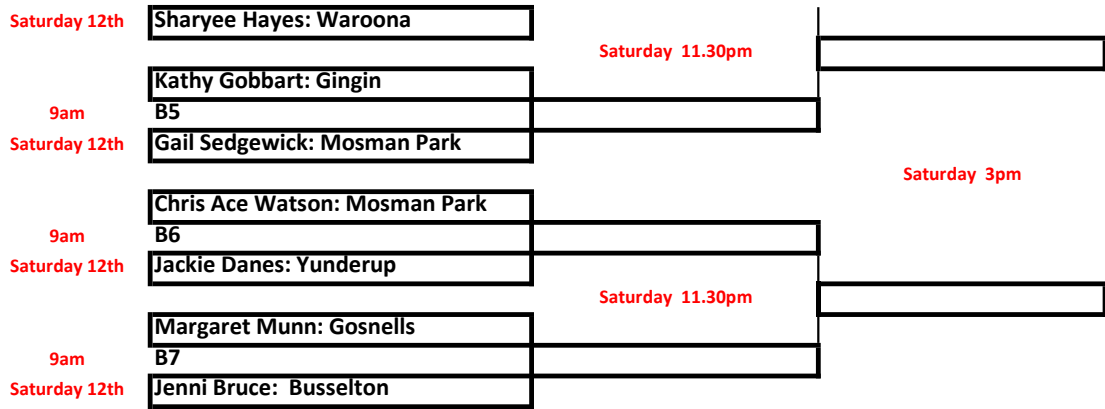 Saturday 12th Sharyee Hayes: Waroona
Saturday 11.30pm
Kathy Gobbart: Gingin
9am B5
Saturday 12th Gail Sedgewick: Mosman Park
Saturday 3pm
Chris Ace Watson: Mosman Park
9am B6
Saturday 12th Jackie Danes: Yunderup
Saturday 11.30pm
Margaret Munn: Gosnells
9am B7
Saturday 12th Jenni Bruce: Busselton